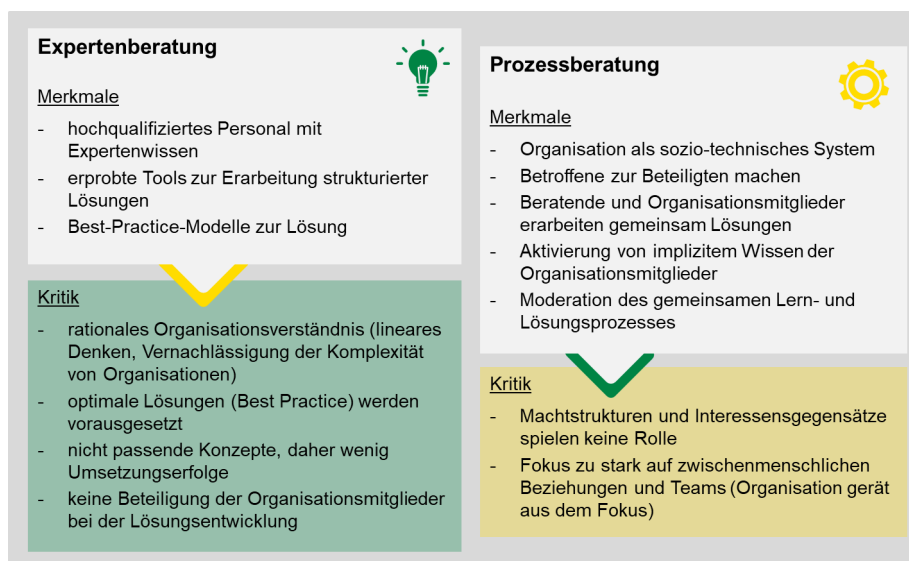 Expertenberatung
Merkmale
- hochqualifiziertes Personal mit
Expertenwissen
- erprobte Tools zur Erarbeitung strukturierter
Lösungen
- Best-Practice-Modelle zur Lösung
Kritik
- rationales Organisationsverständnis (lineares
Denken, Vernachlässigung der Komplexität
von Organisationen)
- optimale Lösungen (Best Practice) werden
vorausgesetzt
- nicht passende Konzepte, daher wenig
Umsetzungserfolge
- keine Beteiligung der Organisationsmitglieder
bei der Lösungsentwicklung
Prozessberatung
Merkmale
- Organisation als sozio-technisches System
- Betroffene zur Beteiligten machen
- Beratende und Organisationsmitglieder
erarbeiten gemeinsam Lösungen
- Aktivierung von implizitem Wissen der
Organisationsmitglieder
- Moderation des gemeinsamen Lern- und
Lösungsprozesses
Kritik
- Machtstrukturen und Interessensgegensätze
spielen keine Rolle
- Fokus zu stark auf zwischenmenschlichen
Beziehungen und Teams (Organisation gerät
aus dem Fokus)